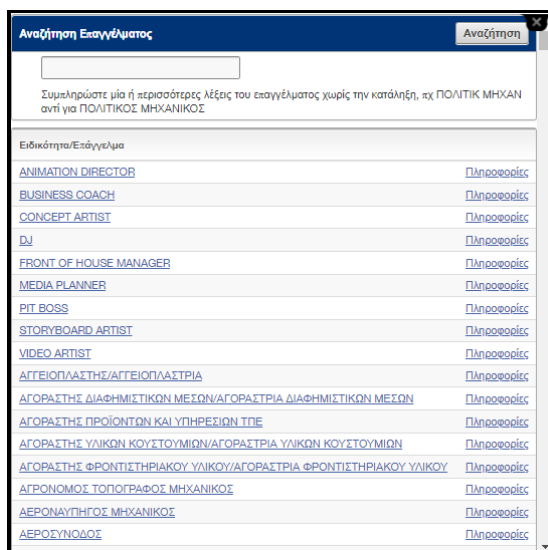 Αναζήτηση Επαγγέλματος Αναζήτηση X
Συμπληρώστε μία ή περισσότερες λέξεις του επαγγέλματος χωρίς την κατάληξη, πχ ΠΟΛΙΤΙΚ ΜΗΧΑΝ
αντί για ΠΟΛΙΤΙΚΟΣ ΜΗΧΑΝΙΚΟΣ
Ειδικότητα/Επάγγελμα
ANIMATION DIRECTOR Πληροφορίες
BUSINESS COACH Πληροφορίες
CONCEPT ARTIST Πληροφορίες
DJ Πληροφορίες
FRONT OF HOUSE MANAGER Πληροφορίες
MEDIA PLANNER Πληροφορίες
PIT BOSS Πληροφορίες
STORYBOARD ARTIST Πληροφορίες
VIDEO ARTIST Πληροφορίες
ΑΓΓΕΙΟΠΛΑΣΤΗΣ/ΑΓΓΕΙΟΠΛΑΣΤΡΙΑ Πληροφορίες
ΑΓΟΡΑΣΤΗΣ ΔΙΑΦΗΜΙΣΤΙΚΩΝ ΜΕΣΩΝ/ΑΓΟΡΑΣΤΡΙΑ ΔΙΑΦΗΜΙΣΤΙΚΩΝ ΜΕΣΩΝ Πληροφορίες
ΑΓΟΡΑΣΤΗΣ ΠΡΟΪΟΝΤΩΝ ΚΑΙ ΥΠΗΡΕΣΙΩΝ ΤΠΕ Πληροφορίες
ΑΓΟΡΑΣΤΗΣ ΥΛΙΚΩΝ ΚΟΥΣΤΟΥΜΙΩΝ/ΑΓΟΡΑΣΤΡΙΑ ΥΛΙΚΩΝ ΚΟΥΣΤΟΥΜΙΩΝ Πληροφορίες
ΑΓΟΡΑΣΤΗΣ ΦΡΟΝΤΙΣΤΗΡΙΑΚΟΥ ΥΛΙΚΟΥ/ΑΓΟΡΑΣΤΡΙΑ ΦΡΟΝΤΙΣΤΗΡΙΑΚΟΥ ΥΛΙΚΟΥ Πληροφορίες
ΑΓΡΟΝΟΜΟΣ ΤΟΠΟΓΡΑΦΟΣ ΜΗΧΑΝΙΚΟΣ Πληροφορίες
ΑΕΡΟΝΑΥΠΗΓΟΣ ΜΗΧΑΝΙΚΟΣ Πληροφορίες
ΑΕΡΟΣΥΝΟΔΟΣ Πληροφορίες